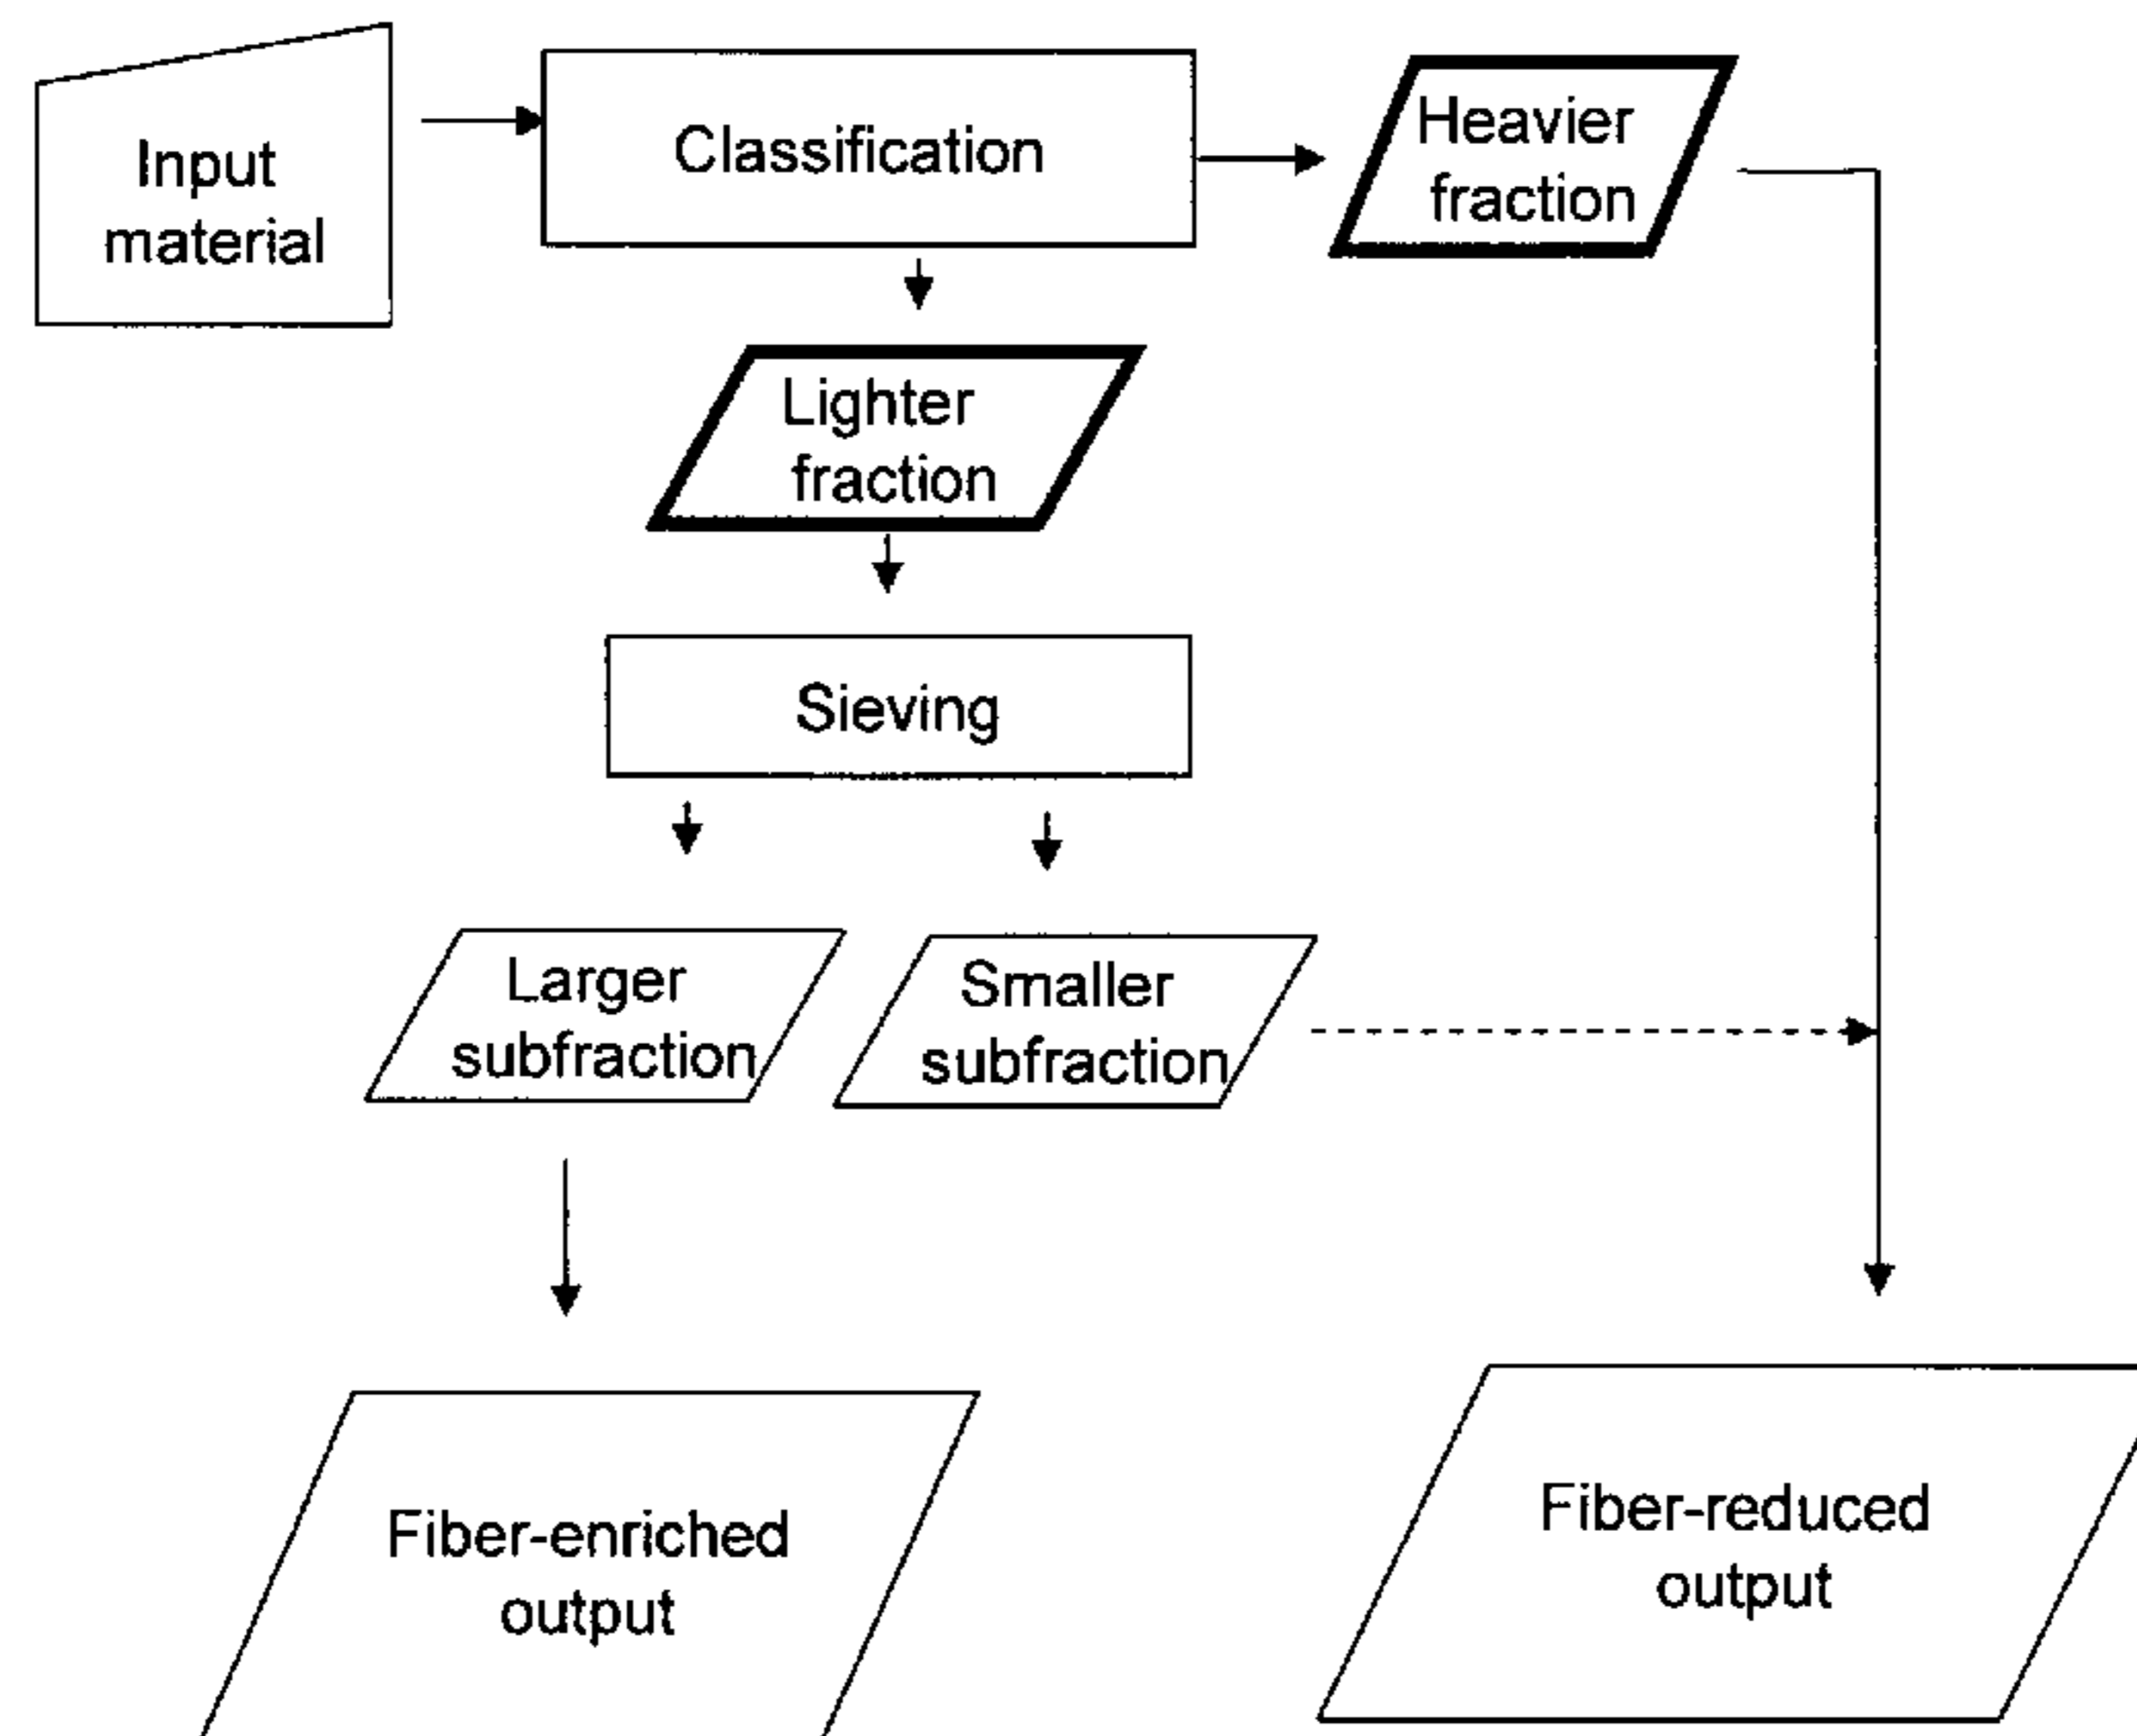 Input
material
Classification
Heavier
fraction
Lighter
fraction
Sieving
Larger
subfraction
Smaller
subfraction
Fiber-enriched
output
Fiber-reduced
output